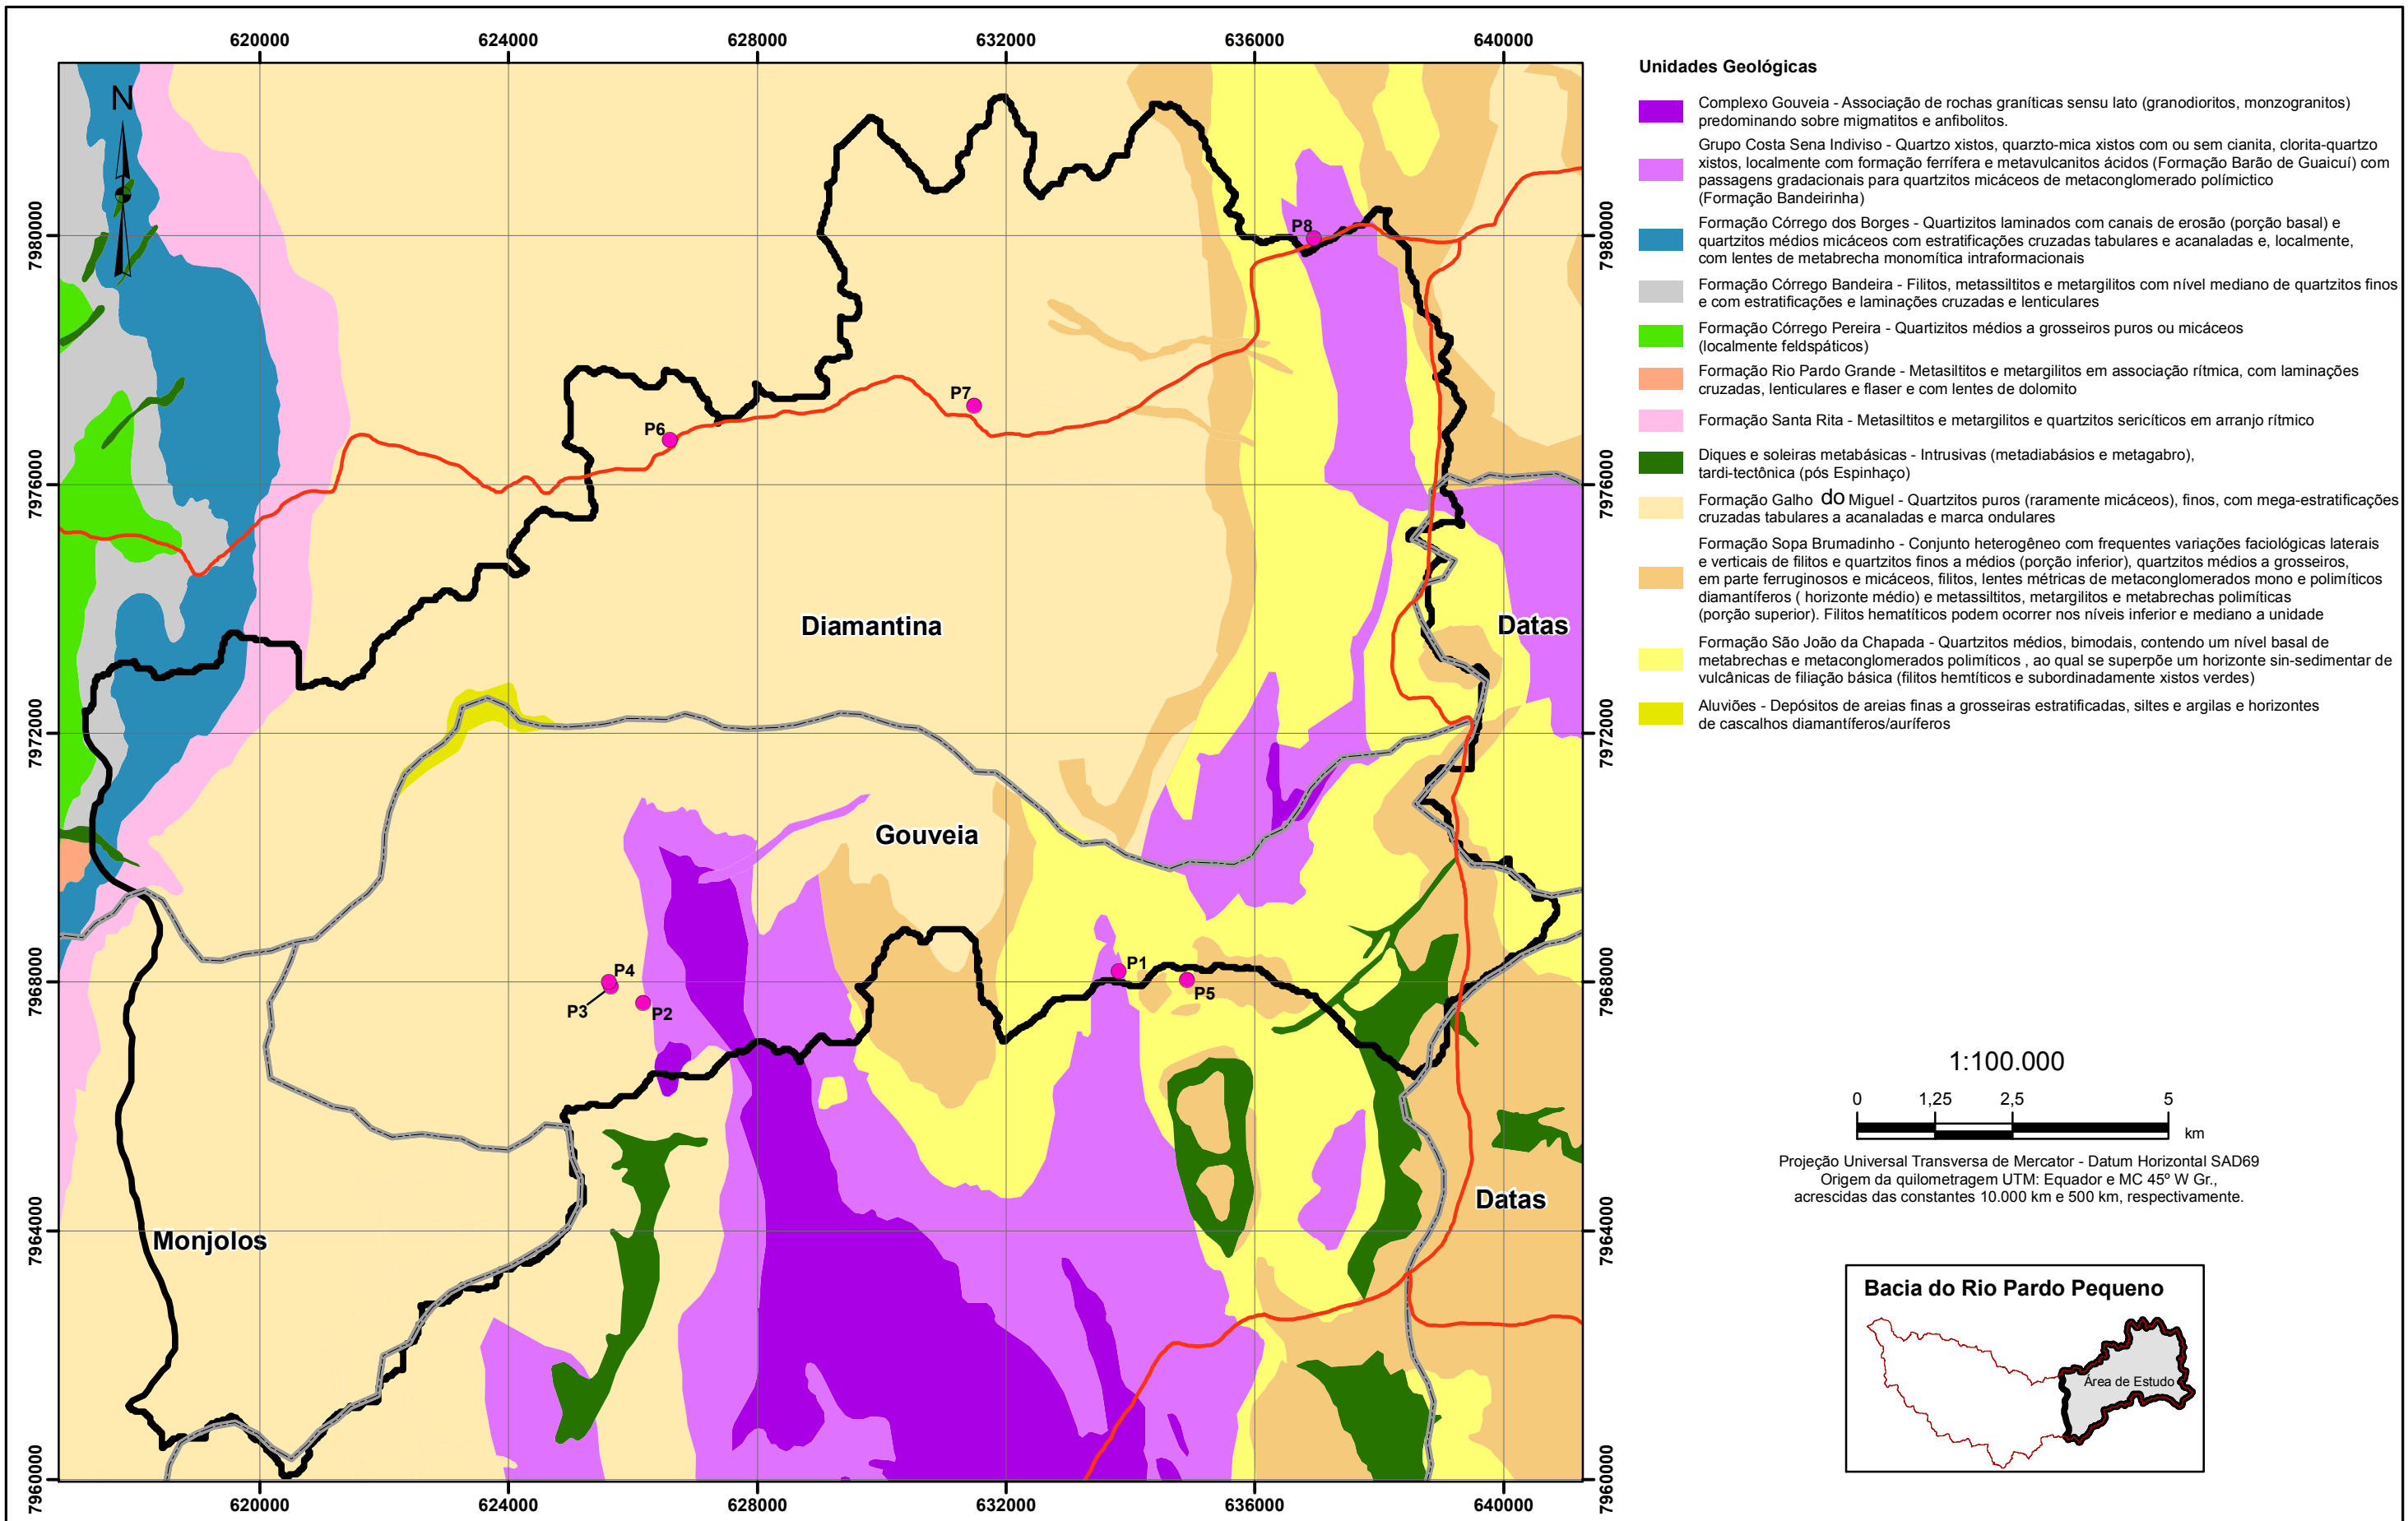 620000 624000 628000 632000 636000 640000
N
7980000
7976000
7972000
7968000
7964000
7960000
P8
P7
P6
Diamantina
Datas
Gouveia
P4
P3
P2
P1
P5
Monjolos
Datas
7980000
7976000
7972000
7968000
7964000
7960000
620000 624000 628000 632000 636000 640000
Unidades Geológicas
Complexo Gouveia - Associação de rochas graníticas sensu lato (granodioritos, monzogranitos)
predominando sobre migmatitos e anfibolitos.
Grupo Costa Sena Indiviso - Quartzo xistos, quarzto-mica xistos com ou sem cianita, clorita-quartzo
xistos, localmente com formação ferrífera e metavulcanitos ácidos (Formação Barão de Guaicuí) com
passagens gradacionais para quartzitos micáceos de metaconglomerado polímictico
(Formação Bandeirinha)
Formação Córrego dos Borges - Quartizitos laminados com canais de erosão (porção basal) e
quartzitos médios micáceos com estratificações cruzadas tabulares e acanaladas e, localmente,
com lentes de metabrecha monomítica intraformacionais
Formação Córrego Bandeira - Filitos, metassiltitos e metargilitos com nível mediano de quartzitos finos
e com estratificações e laminações cruzadas e lenticulares
Formação Córrego Pereira - Quartizitos médios a grosseiros puros ou micáceos
(localmente feldspáticos)
Formação Rio Pardo Grande - Metasiltitos e metargilitos em associação rítmica, com laminações
cruzadas, lenticulares e flaser e com lentes de dolomito
Formação Santa Rita - Metasiltitos e metargilitos e quartzitos sericíticos em arranjo rítmico
Diques e soleiras metabásicas - Intrusivas (metadiabásios e metagabro),
tardi-tectônica (pós Espinhaço)
Formação Galho do Miguel - Quartzitos puros (raramente micáceos), finos, com mega-estratificações
cruzadas tabulares a acanaladas e marca ondulares
Formação Sopa Brumadinho - Conjunto heterogêneo com frequentes variações faciológicas laterais
e verticais de filitos e quartzitos finos a médios (porção inferior), quartzitos médios a grosseiros,
em parte ferruginosos e micáceos, filitos, lentes métricas de metaconglomerados mono e polimíticos
diamantíferos ( horizonte médio) e metassiltitos, metargilitos e metabrechas polimíticas
(porção superior). Filitos hematíticos podem ocorrer nos níveis inferior e mediano a unidade
Formação São João da Chapada - Quartzitos médios, bimodais, contendo um nível basal de
metabrechas e metaconglomerados polimíticos , ao qual se superpõe um horizonte sin-sedimentar de
vulcânicas de filiação básica (filitos hemtíticos e subordinadamente xistos verdes)
Aluviões - Depósitos de areias finas a grosseiras estratificadas, siltes e argilas e horizontes
de cascalhos diamantíferos/auríferos
1:100.000
0 1,25 2,5 5
km
Projeção Universal Transversa de Mercator - Datum Horizontal SAD69
Origem da quilometragem UTM: Equador e MC 45º W Gr.,
acrescidas das constantes 10.000 km e 500 km, respectivamente.
Bacia do Rio Pardo Pequeno
Área de Estudo